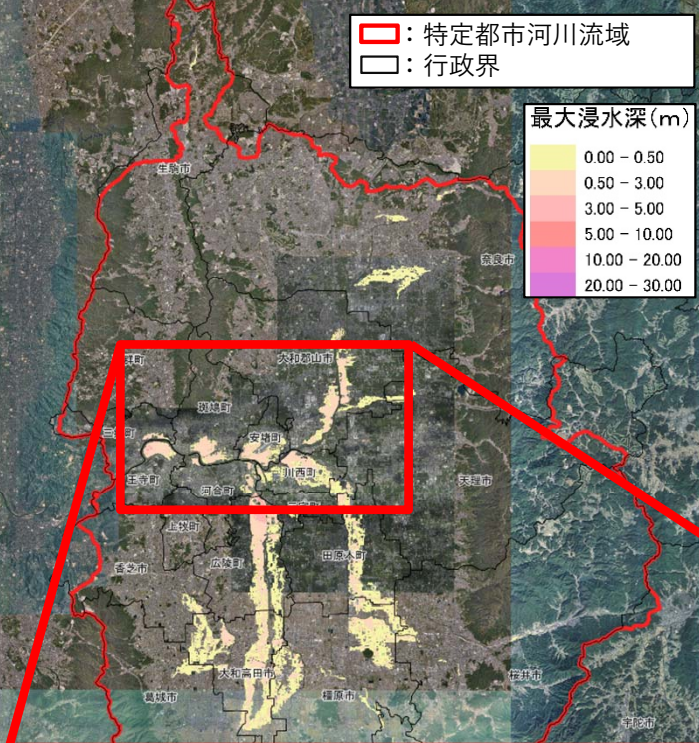 ：特定都市河川流域
：行政界
最大浸水深(m)
0.00 − 0.50
0.50 − 3.00
3.00 − 5.00
5.00 − 10.00
10.00 − 20.00
20.00 − 30.00
生駒市
奈良市
大和郡山市
斑鳩町
安堵町
川西町
王寺町
河合町
天理市
上牧町
広陵町
田原本町
香芝市
大和高田市
葛城市
橿原市
桜井市
宇陀市